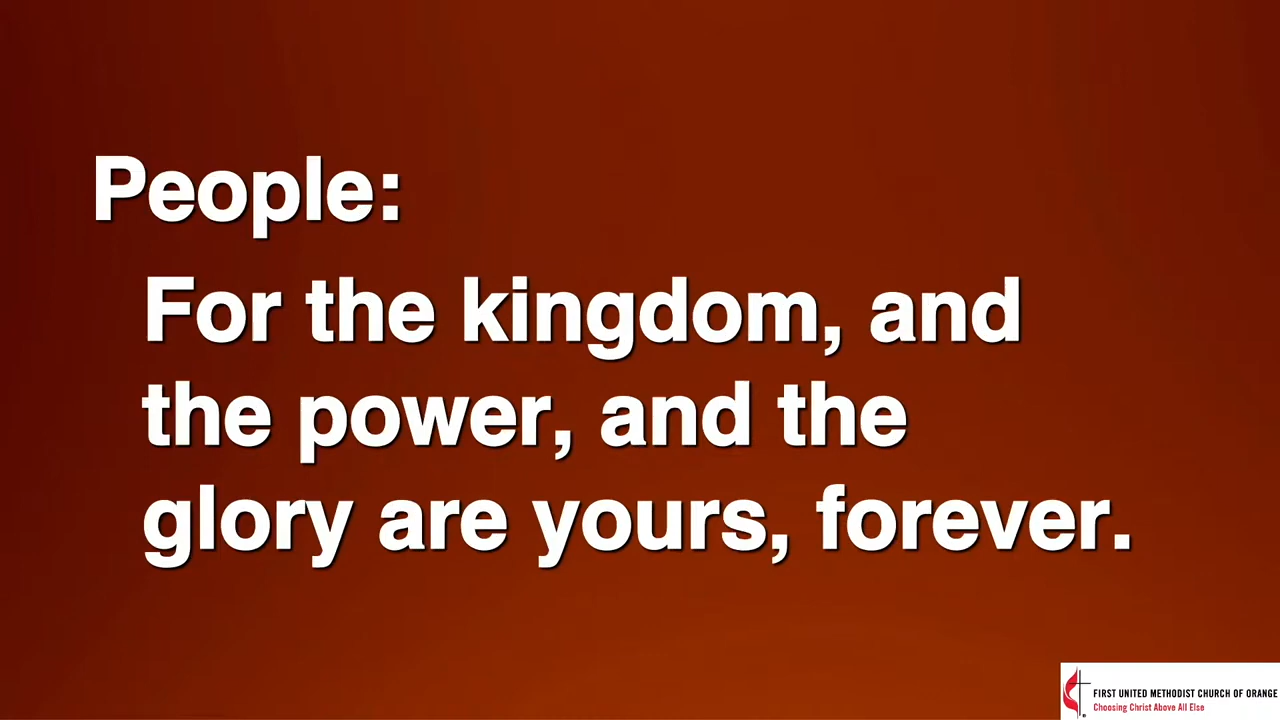 People:
For the kingdom, and
the power, and the
glory are yours, forever.
FIRST UNITED METHODIST CHURCH OF ORANGE
Choosing Christ Above All Else